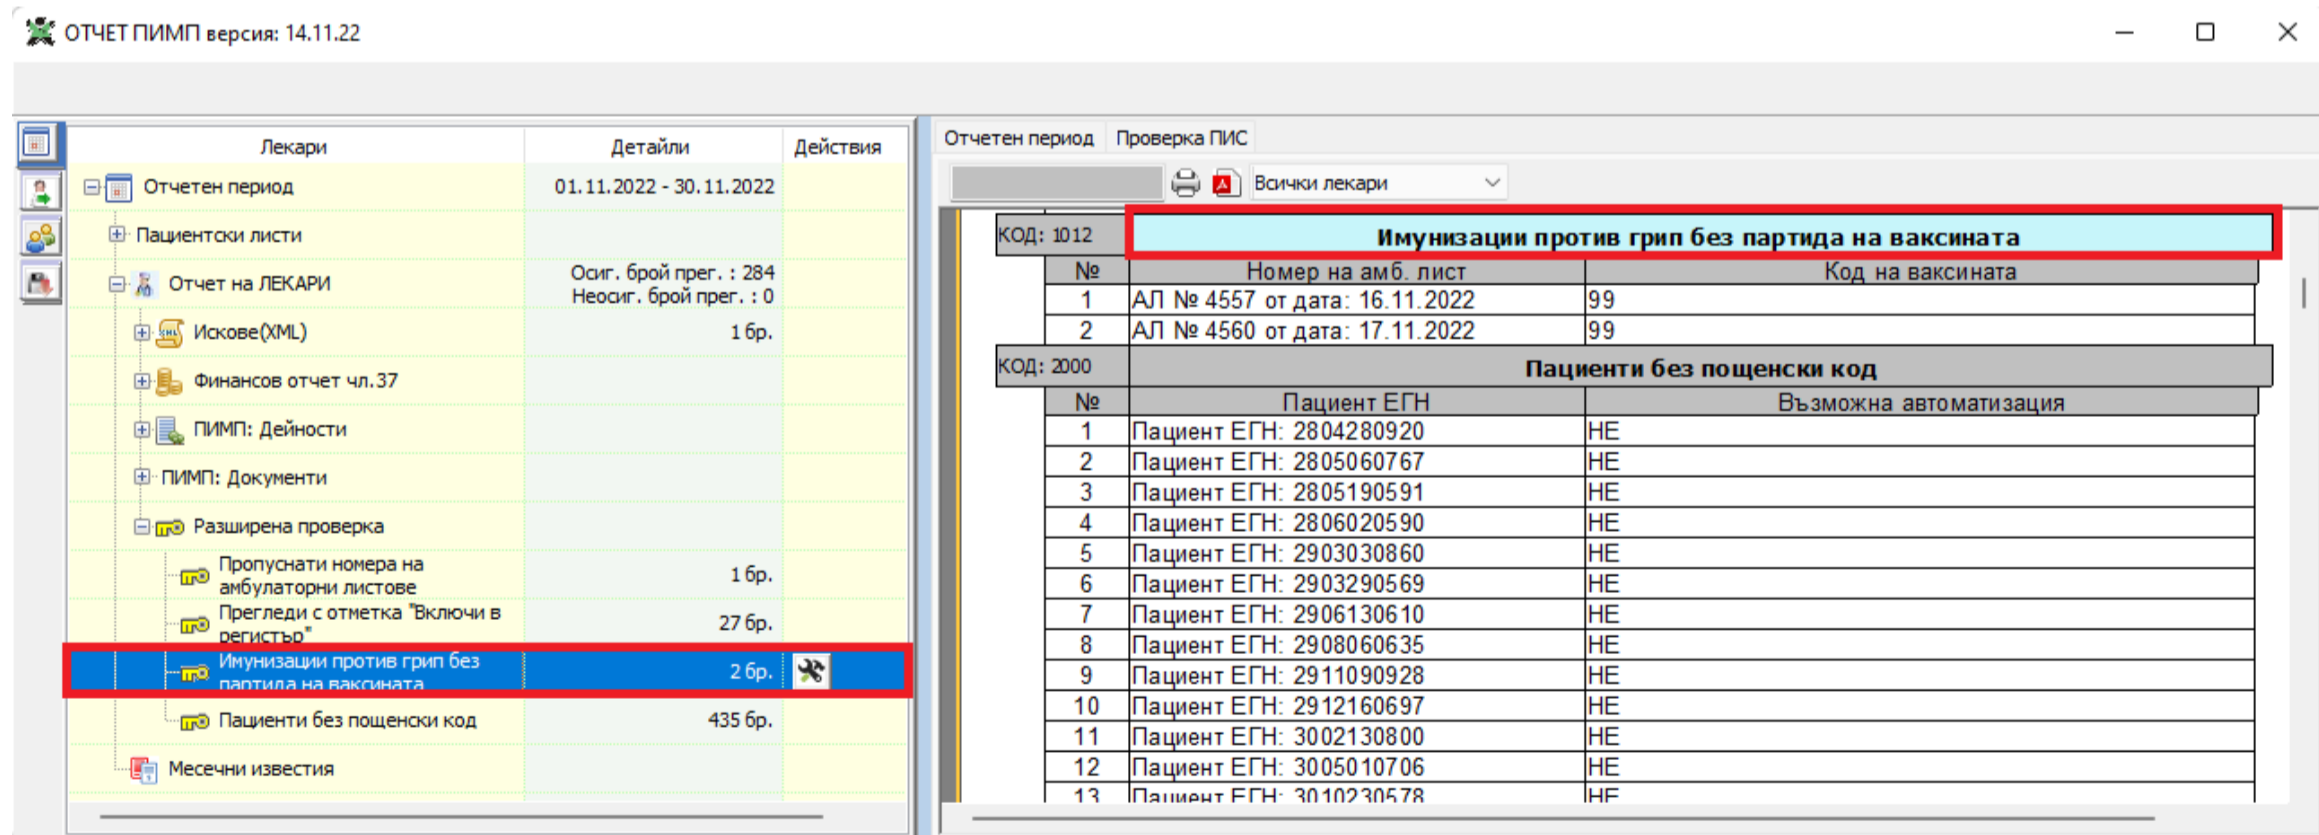 ОТЧЕТ ПИМП версия: 14.11.22
Лекари Детайли Действия
Отчетен период 01.11.2022 - 30.11.2022
Пациентски листи
Отчет на ЛЕКАРИ Осиг. брой прег. : 284
Неосиг. брой прег. : 0
Искове(XML) 1 бр.
Финансов отчет чл.37
ПИМП: Дейности
ПИМП: Документи
Разширена проверка
Пропуснати номера на
амбулаторни листове 1 бр.
Прегледи с отметка "Включи в
регистър" 27 бр.
Имунизации против грип без
партида на ваксината 2 бр.
Пациенти без пощенски код 435 бр.
Месечни известия
Отчетен период Проверка ПИС
Всички лекари
КОД: 1012 Имунизации против грип без партида на ваксината
№ Номер на амб. лист Код на ваксината
1 АЛ № 4557 от дата: 16.11.2022 99
2 АЛ № 4560 от дата: 17.11.2022 99
КОД: 2000 Пациенти без пощенски код
№ Пациент ЕГН Възможна автоматизация
1 Пациент ЕГН: 2804280920 НЕ
2 Пациент ЕГН: 2805060767 НЕ
3 Пациент ЕГН: 2805190591 НЕ
4 Пациент ЕГН: 2806020590 НЕ
5 Пациент ЕГН: 2903030860 НЕ
6 Пациент ЕГН: 2903290569 НЕ
7 Пациент ЕГН: 2906130610 НЕ
8 Пациент ЕГН: 2908060635 НЕ
9 Пациент ЕГН: 2911090928 НЕ
10 Пациент ЕГН: 2912160697 НЕ
11 Пациент ЕГН: 3002130800 НЕ
12 Пациент ЕГН: 3005010706 НЕ
13 Пациент ЕГН: 3010230578 НЕ